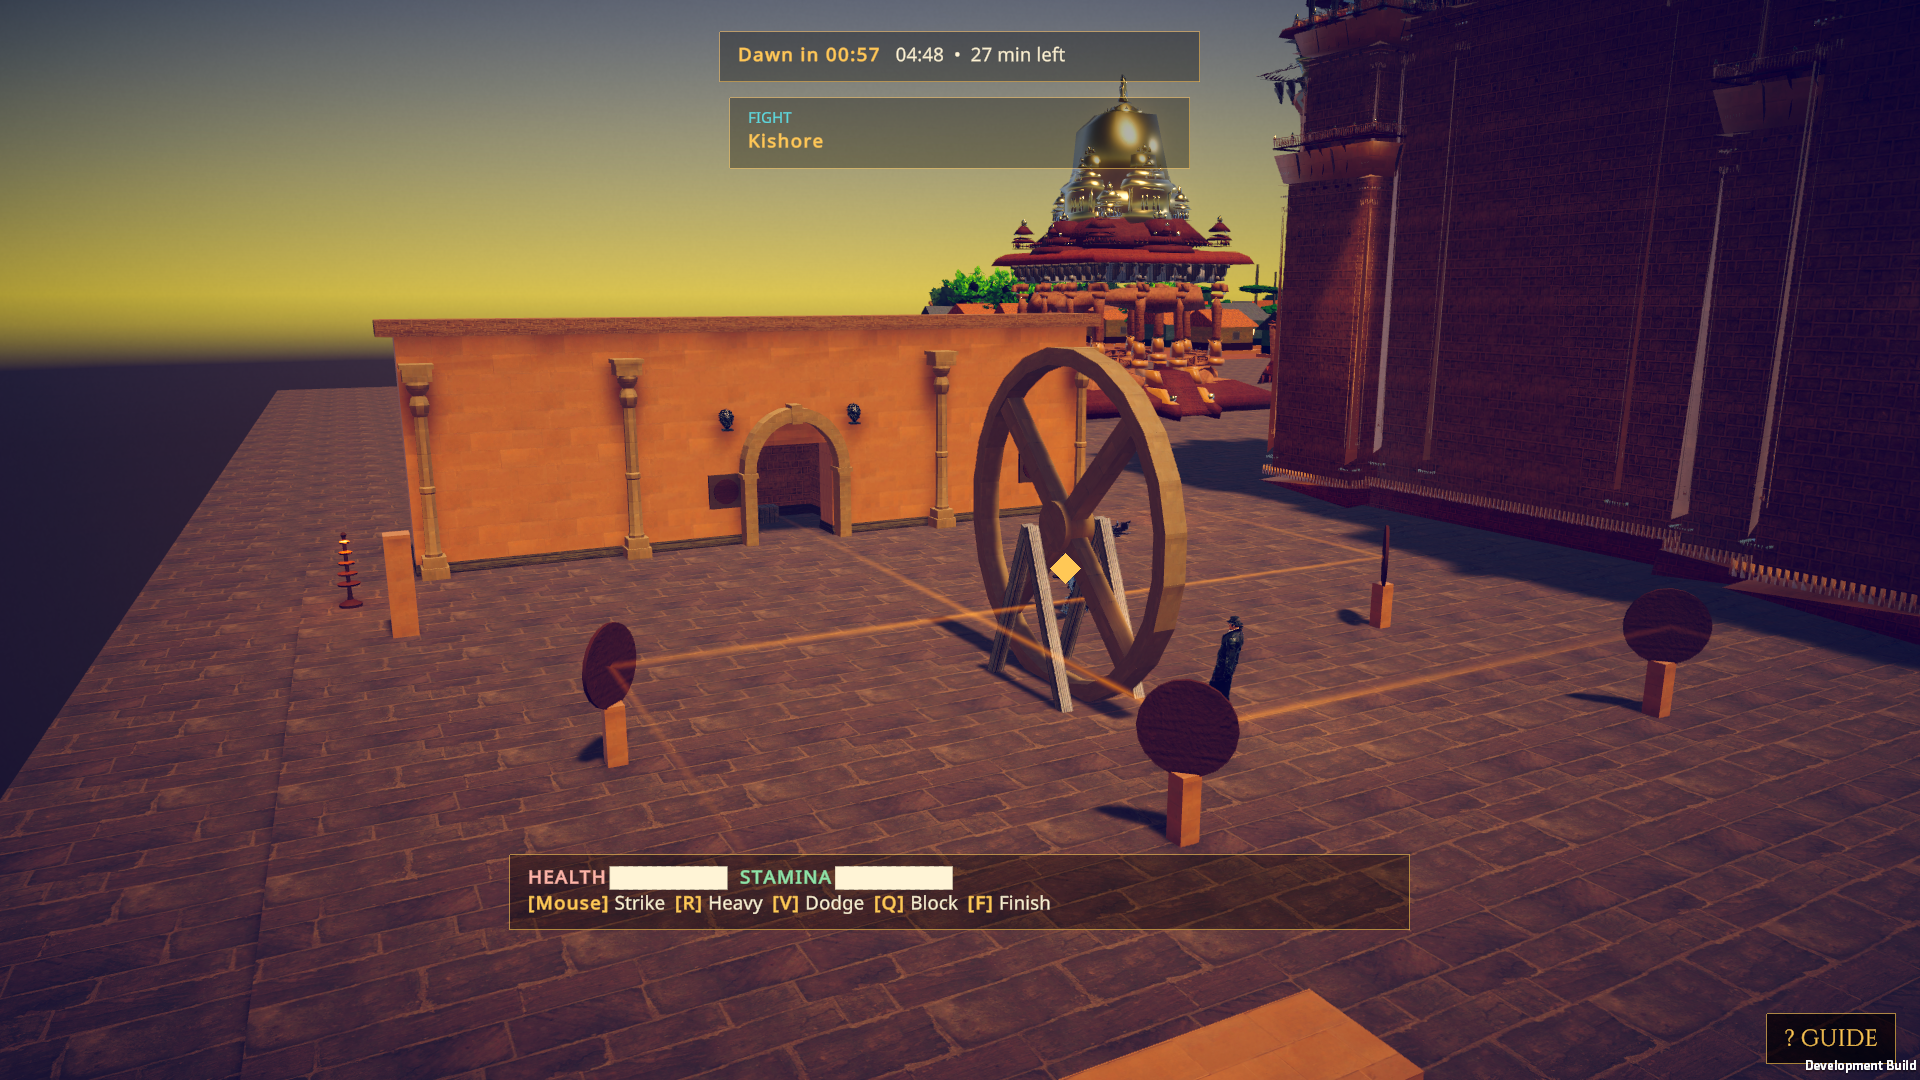 Dawn in 00:57 04:48 • 27 min left
FIGHT
Kishore
HEALTH STAMINA
[Mouse] Strike [R] Heavy [V] Dodge [Q] Block [F] Finish
? GUIDE
Development Build